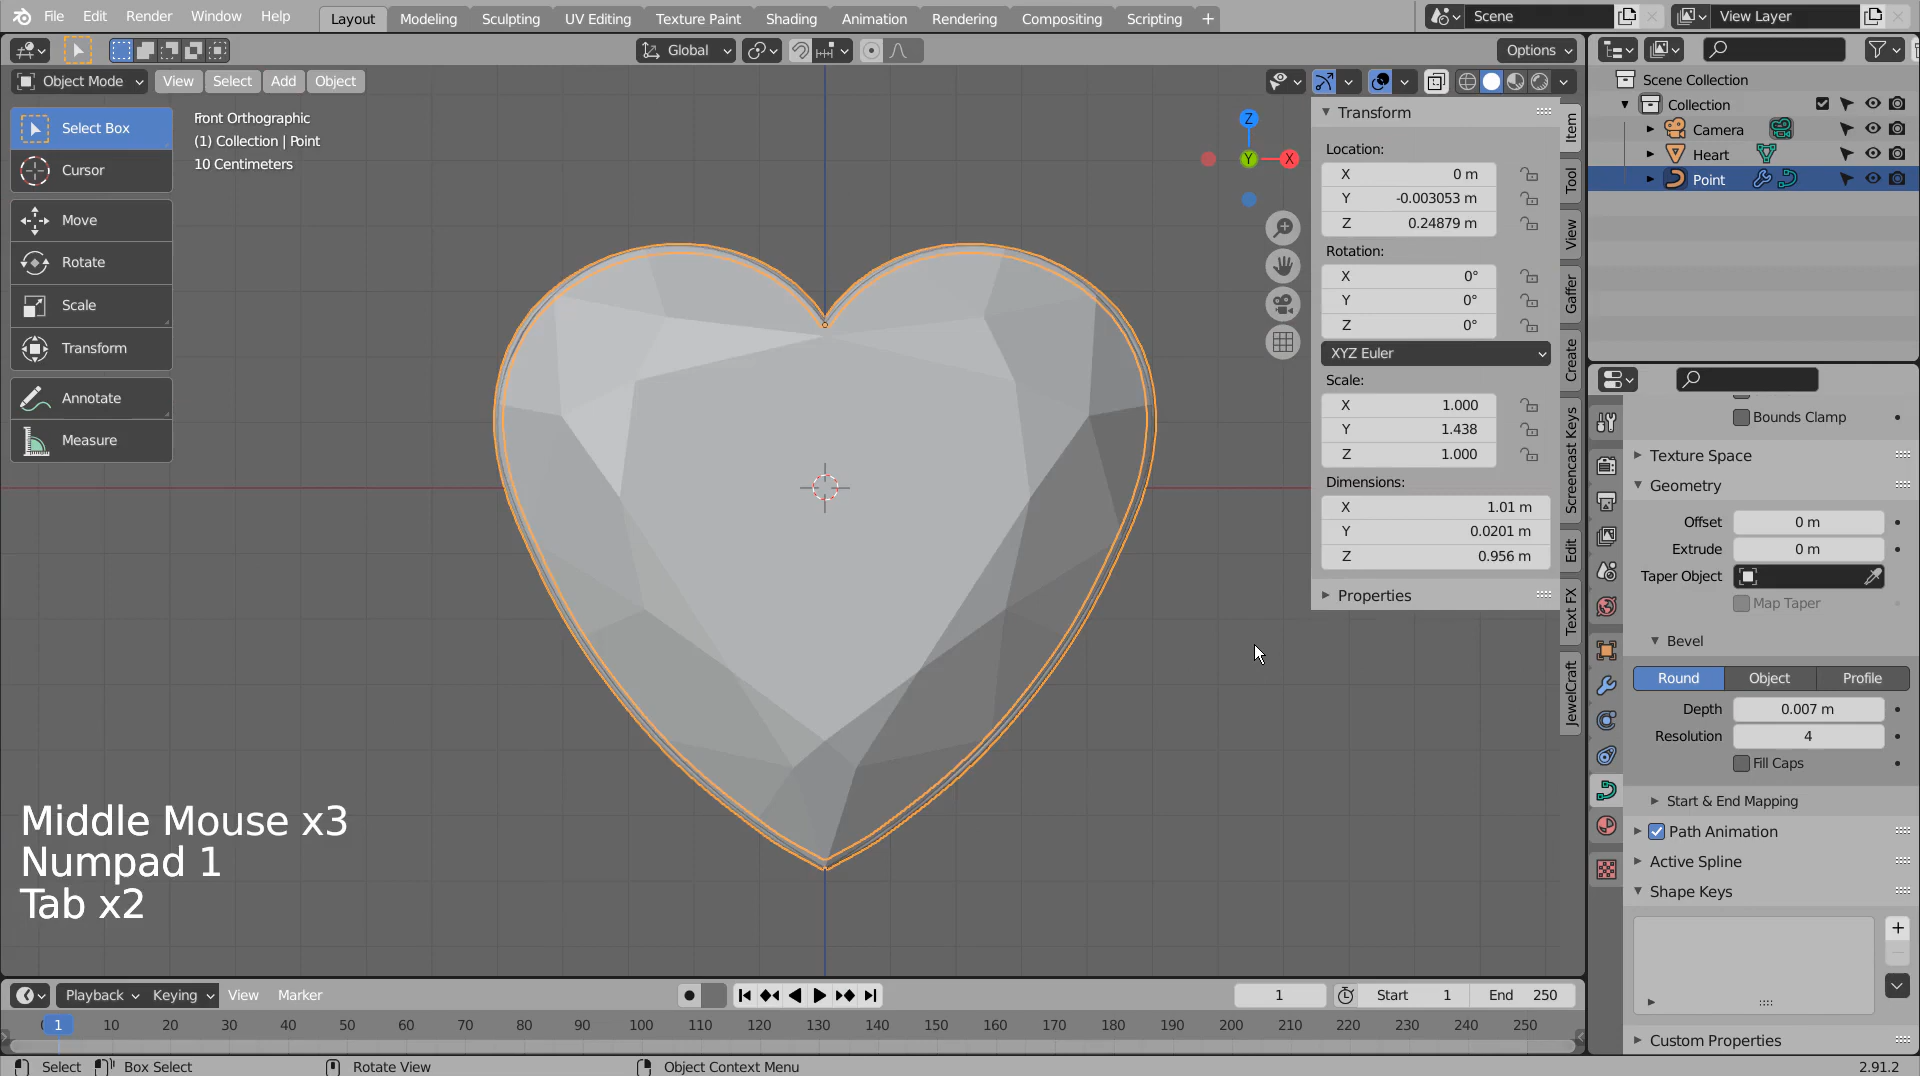 File Edit Render Window Help Layout Modeling Sculpting UV Editing Texture Paint Shading Animation Rendering Compositing Scripting + Scene View Layer
Global Options
Object Mode View Select Add Object
Select Box
Cursor
Move
Rotate
Scale
Transform
Annotate
Measure
Front Orthographic
(1) Collection | Point
10 Centimeters
Z
Y
X
Transform
Location:
X 0 m
Y -0.003053 m
Z 0.24879 m
Rotation:
X 0°
Y 0°
Z 0°
XYZ Euler
Scale:
X 1.000
Y 1.438
Z 1.000
Dimensions:
X 1.01 m
Y 0.0201 m
Z 0.956 m
Properties
Item
Tool
View
Gaffer
Create
Screencast Keys
Edit
Text FX
JewelCraft
Scene Collection
Collection
Camera
Heart
Point
Bounds Clamp
Texture Space
Geometry
Offset 0 m
Extrude 0 m
Taper Object
Map Taper
Bevel
Round Object Profile
Depth 0.007 m
Resolution 4
Fill Caps
Start & End Mapping
Path Animation
Active Spline
Shape Keys
Custom Properties
Middle Mouse x3
Numpad 1
Tab x2
Playback Keying View Marker 1 Start 1 End 250
0 1 10 20 30 40 50 60 70 80 90 100 110 120 130 140 150 160 170 180 190 200 210 220 230 240 250
Select Box Select Rotate View Object Context Menu 2.91.2